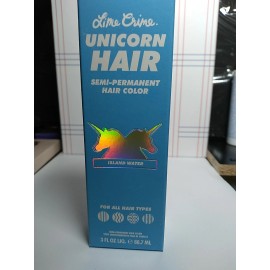 Lime Crime
UNICORN
HAIR
SEMI-PERMANENT
HAIR COLOR
ISLAND WATER
FOR ALL HAIR TYPES